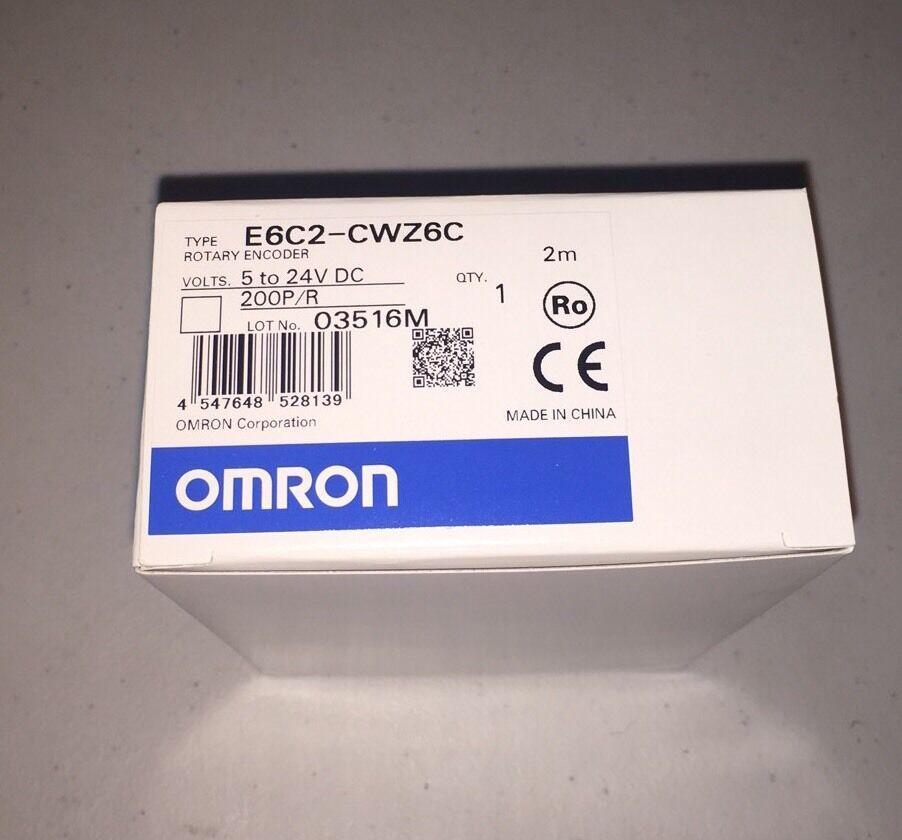 TYPE E6C2-CWZ6C
ROTARY ENCODER
2m
VOLTS. 5 to 24V DC
QTY. 1
200P/R
Ro
LOT No. 03516M
CE
4 547648 528139
MADE IN CHINA
OMRON Corporation
OMRON